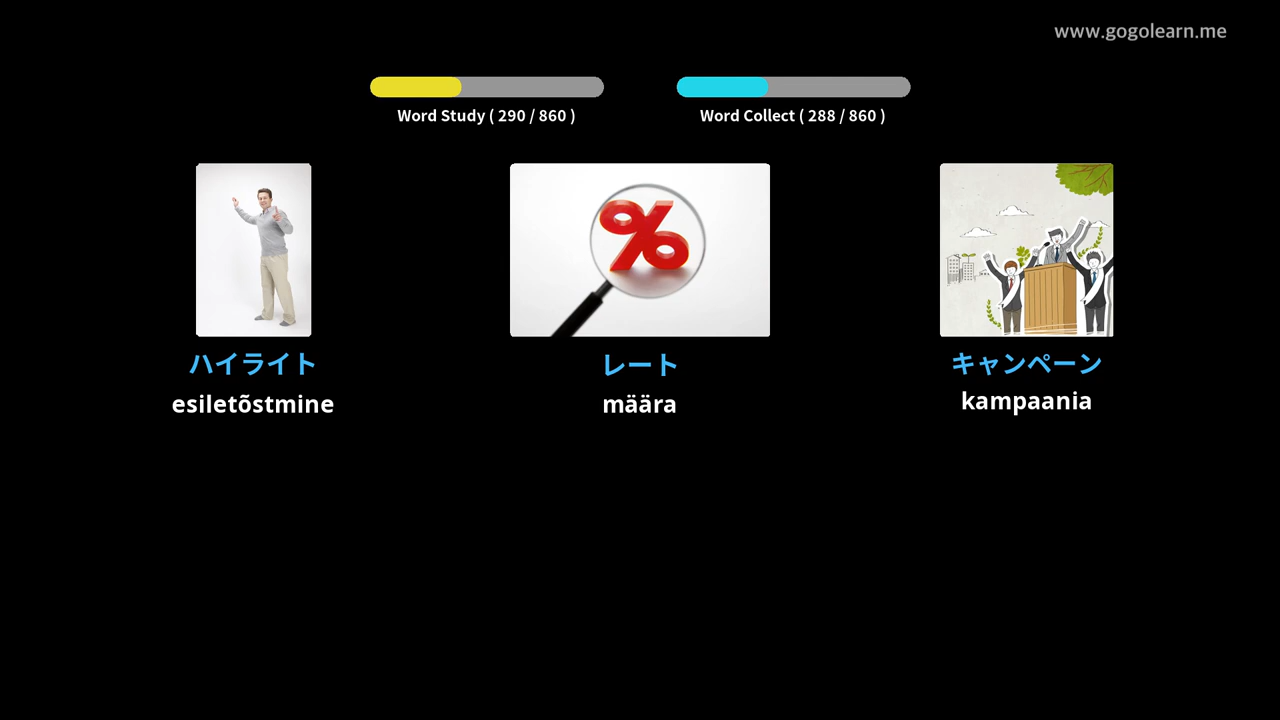 www.gogolearn.me
Word Study ( 290 / 860 )
Word Collect ( 288 / 860 )
ハイライト
esiletõstmine
レート
määra
キャンペーン
kampaania